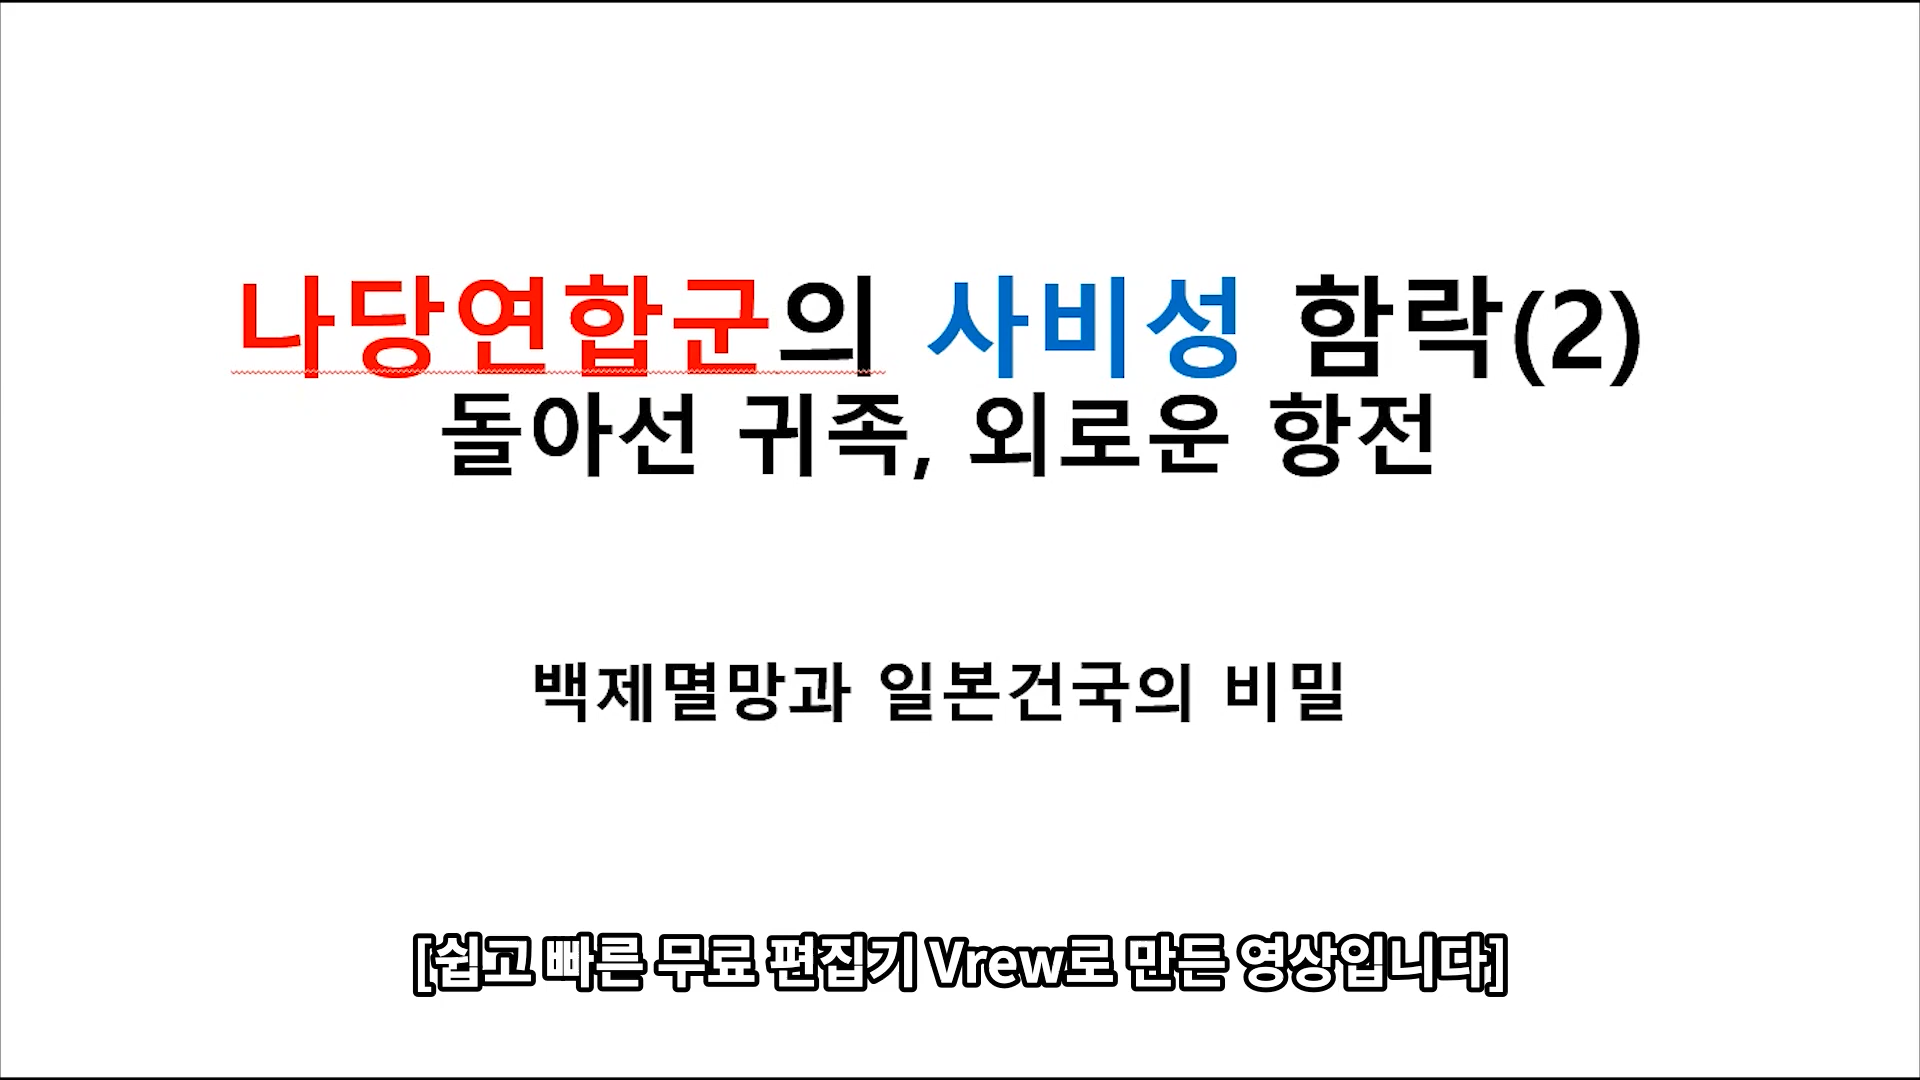 나당연합군의 사비성 함락(2)
돌아선 귀족, 외로운 항전
백제멸망과 일본건국의 비밀
[쉽고 빠른 무료 편집기 Vrew로 만든 영상입니다]